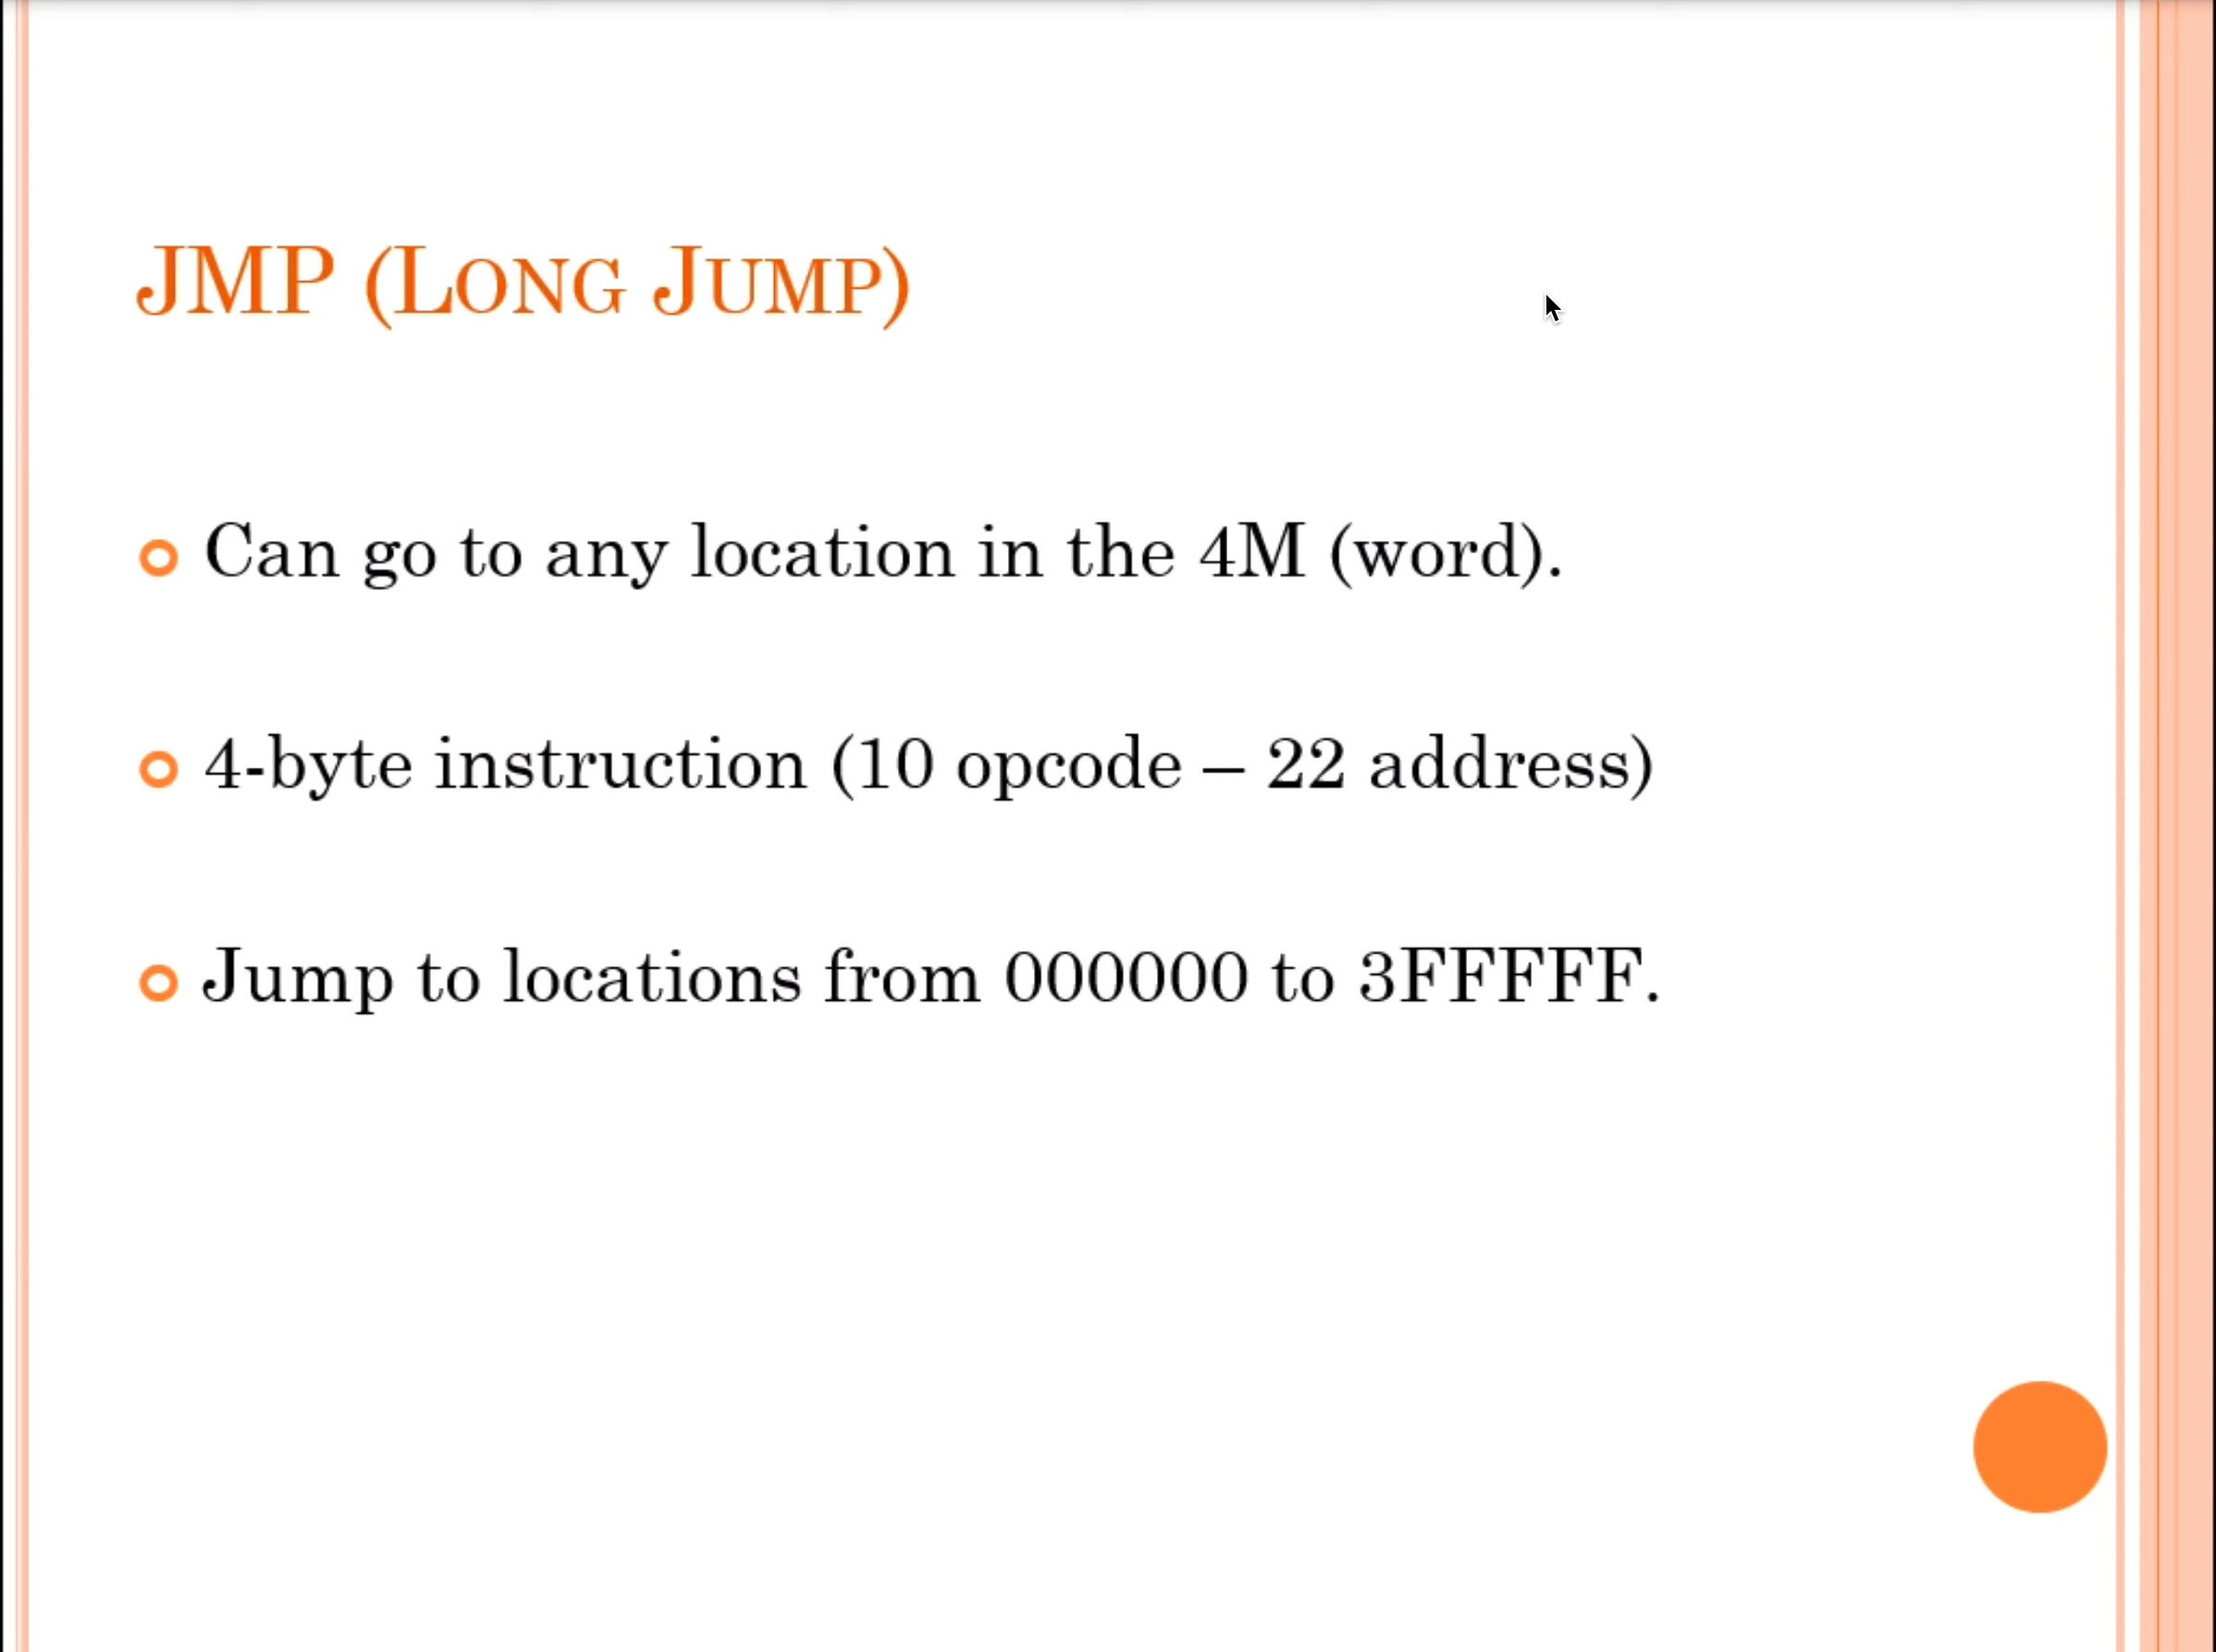 JMP (LONG JUMP)
Can go to any location in the 4M (word).
4-byte instruction (10 opcode – 22 address)
Jump to locations from 000000 to 3FFFFF.